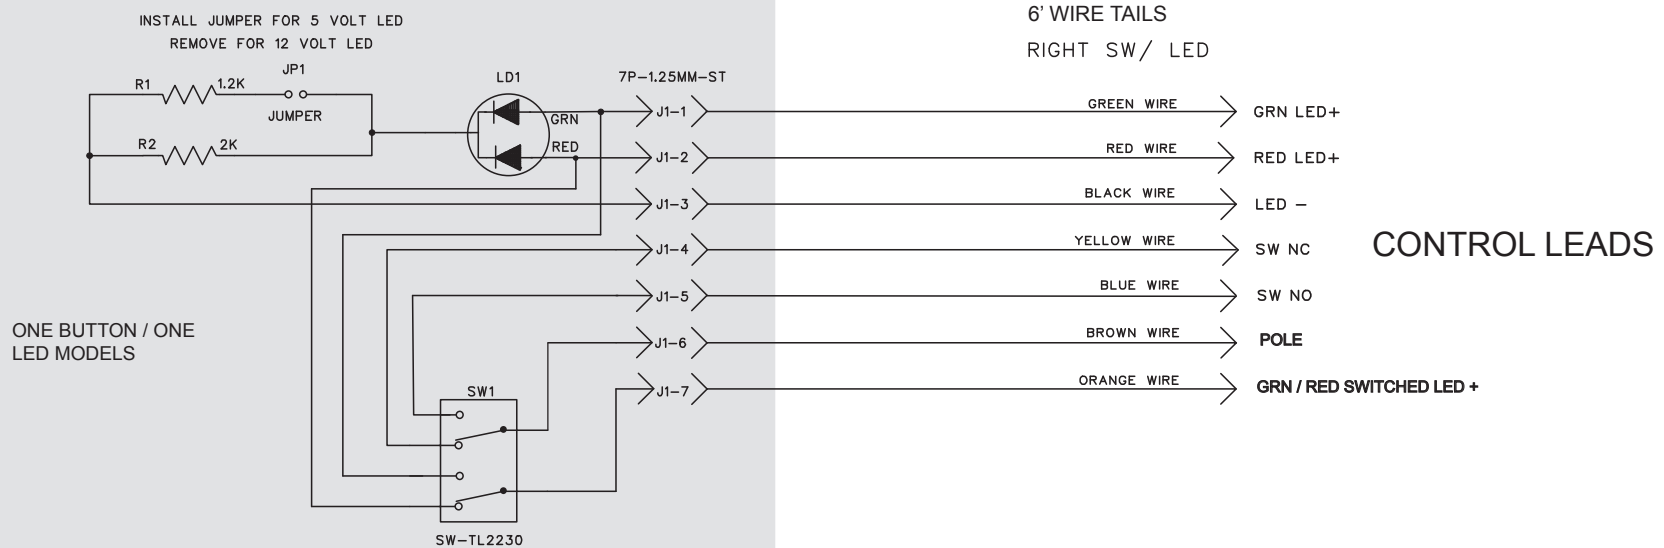 INSTALL JUMPER FOR 5 VOLT LED
REMOVE FOR 12 VOLT LED
6' WIRE TAILS
RIGHT SW/ LED
R1
1.2K
JP1
JUMPER
R2
2K
LD1
GRN
RED
7P-1.25MM-ST
J1-1
GREEN WIRE
GRN LED+
J1-2
RED WIRE
RED LED+
J1-3
BLACK WIRE
LED -
J1-4
YELLOW WIRE
SW NC
CONTROL LEADS
J1-5
BLUE WIRE
SW NO
ONE BUTTON / ONE
LED MODELS
J1-6
BROWN WIRE
POLE
J1-7
ORANGE WIRE
GRN / RED SWITCHED LED +
SW1
SW-TL2230